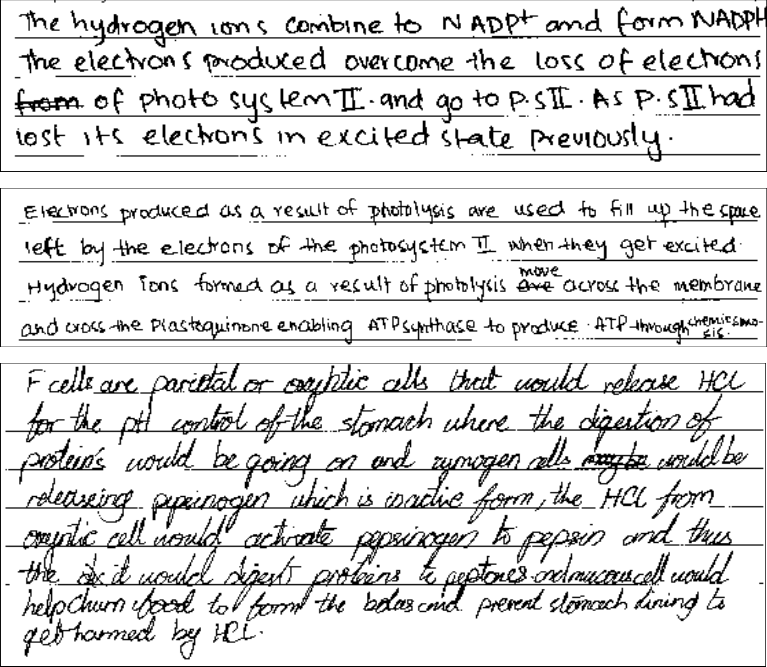 The hydrogen ions combine to NADP+ and form NADPH
The electrons produced overcome the loss of electrons
from of photo system II. and go to P.SII. As P.SII had
lost its electrons in excited state previously.
Electrons produced as a result of photolysis are used to fill up the space
left by the electrons of the photosystem II when they get excited.
Hydrogen ions formed as a result of photolysis are move across the membrane
and cross the Plastoquinone enabling ATP synthase to produce ATP through chemiosmosis.
F cells are parietal or oxyntic cells that would release HCl
for the pH control of the stomach where the digestion of
proteins would be going on and zymogen cells maybe would be
releaseing pepsinogen which is inactive form, the HCl from
oxyntic cell would activate pepsinogen to pepsin and thus
the it would digest proteins to peptones and mucous cell would
help churn food to form the bolus and prevent stomach lining to
get harmed by HCl.